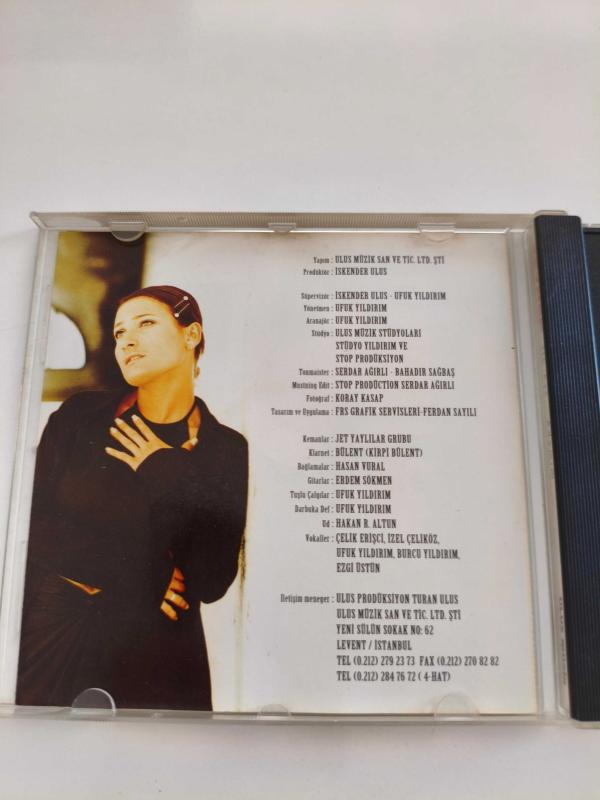 Yapım : ULUS MÜZİK SAN VE TİC. LTD. ŞTİ
Prodüktör : İSKENDER ULUS
Süpervizör : İSKENDER ULUS - UFUK YILDIRIM
Yönetmen : UFUK YILDIRIM
Aranajör : UFUK YILDIRIM
Stüdyo : ULUS MÜZİK STÜDYOLARI
STÜDYO YILDIRIM VE
STOP PRODÜKSİYON
Tonmaister : SERDAR AĞIRLI - BAHADIR SAĞBAŞ
Mustning Edit : STOP PRODÜCTİON SERDAR AĞIRLI
Fotoğraf : KORAY KASAP
Tasarım ve Uygulama : FRS GRAFİK SERVİSLERİ-FERDAN SAYILI
Kemanlar : JET YAYLILAR GRUBU
Klarnet : BÜLENT (KİRPİ BÜLENT)
Bağlamalar : HASAN VURAL
Gitarlar : ERDEM SÖKMEN
Tuşlu Çalgılar : UFUK YILDIRIM
Darbuka Def : UFUK YILDIRIM
Ud : HAKAN R. ALTUN
Vokaller : ÇELİK ERİŞCİ, İZEL ÇELİKÖZ,
UFUK YILDIRIM, BURCU YILDIRIM,
EZGİ ÜSTÜN
İletişim meneger : ULUS PRODÜKSİYON TURAN ULUS
ULUS MÜZİK SAN VE TİC. LTD. ŞTİ
YENİ SÜLÜN SOKAK NO: 62
LEVENT / İSTANBUL
TEL (0.212) 279 23 73 FAX (0.212) 270 82 82
TEL (0.212) 284 76 72 ( 4-HAT)